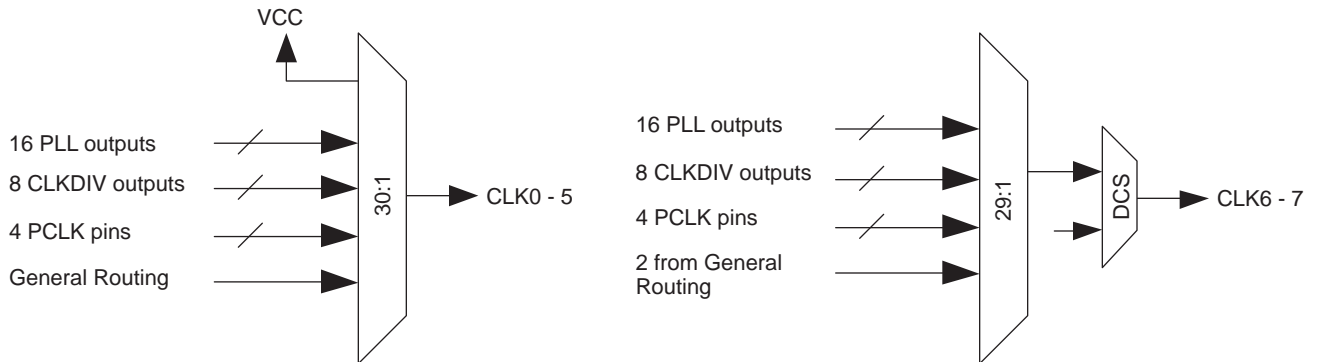 VCC
16 PLL outputs
8 CLKDIV outputs
4 PCLK pins
General Routing
30:1
CLK0 - 5
16 PLL outputs
8 CLKDIV outputs
4 PCLK pins
2 from General
Routing
29:1
DCS
CLK6 - 7